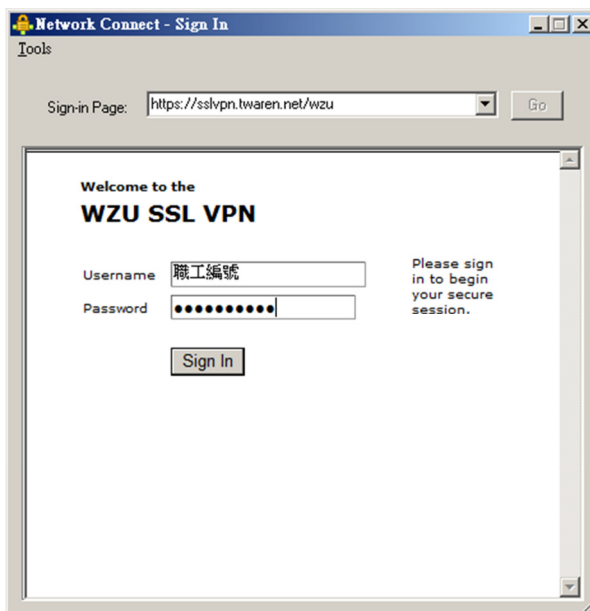 Network Connect - Sign In
Tools
Sign-in Page: https://sslvpn.twaren.net/wzu Go
Welcome to the
WZU SSL VPN
Username 職工編號
Password ●●●●●●●●●●
Sign In
Please sign
in to begin
your secure
session.